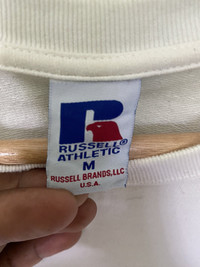 RUSSELL®
ATHLETIC
M
RUSSELL BRANDS, LLC.
U.S.A.